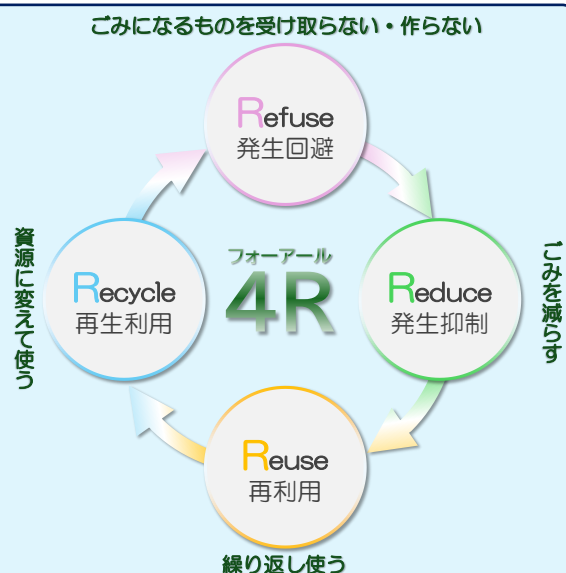 ごみになるものを受け取らない・作らない
Refuse
発生回避
フォーアール
4R
Reduce
発生抑制
ごみを減らす
Reuse
再利用
繰り返し使う
Recycle
再生利用
資源に変えて使う